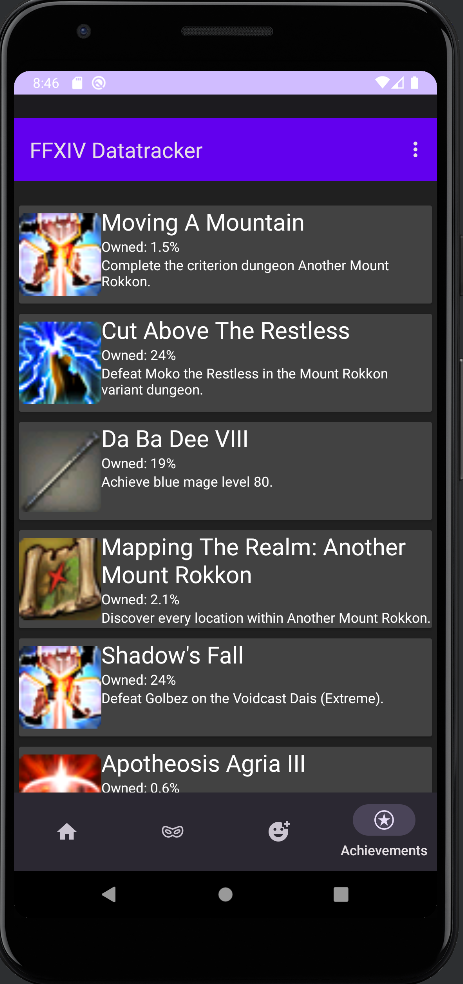 8:46
FFXIV Datatracker
Moving A Mountain
Owned: 1.5%
Complete the criterion dungeon Another Mount
Rokkon.
Cut Above The Restless
Owned: 24%
Defeat Moko the Restless in the Mount Rokkon
variant dungeon.
Da Ba Dee VIII
Owned: 19%
Achieve blue mage level 80.
Mapping The Realm: Another
Mount Rokkon
Owned: 2.1%
Discover every location within Another Mount Rokkon.
Shadow's Fall
Owned: 24%
Defeat Golbez on the Voidcast Dais (Extreme).
Apotheosis Agria III
Owned: 0.6%
Achievements